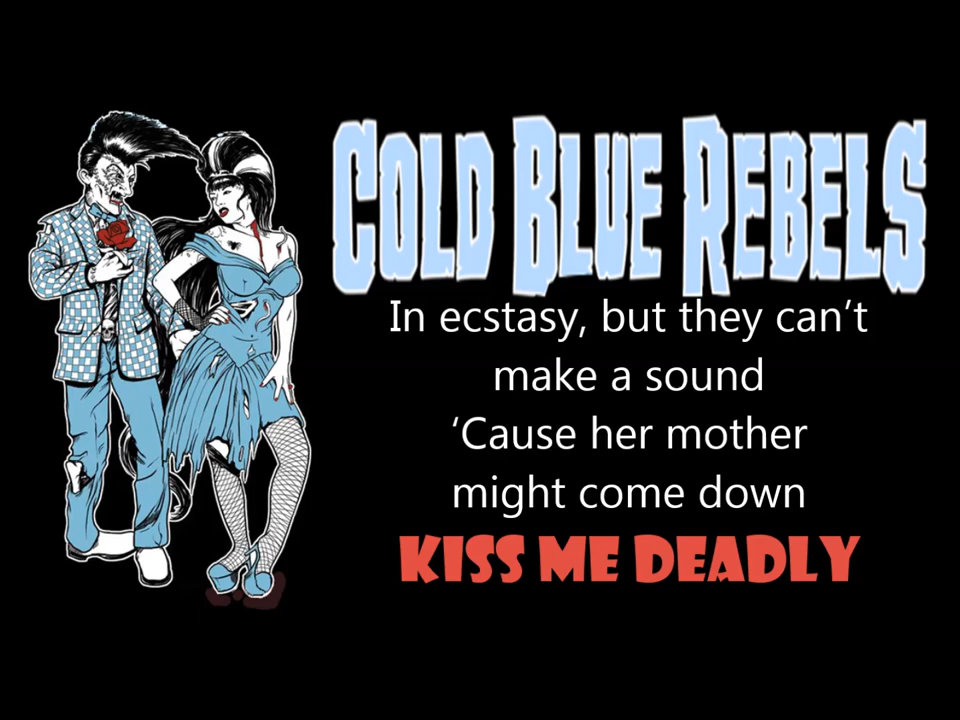 COLD BLUE REBELS
In ecstasy, but they can’t
make a sound
‘Cause her mother
might come down
KISS ME DEADLY